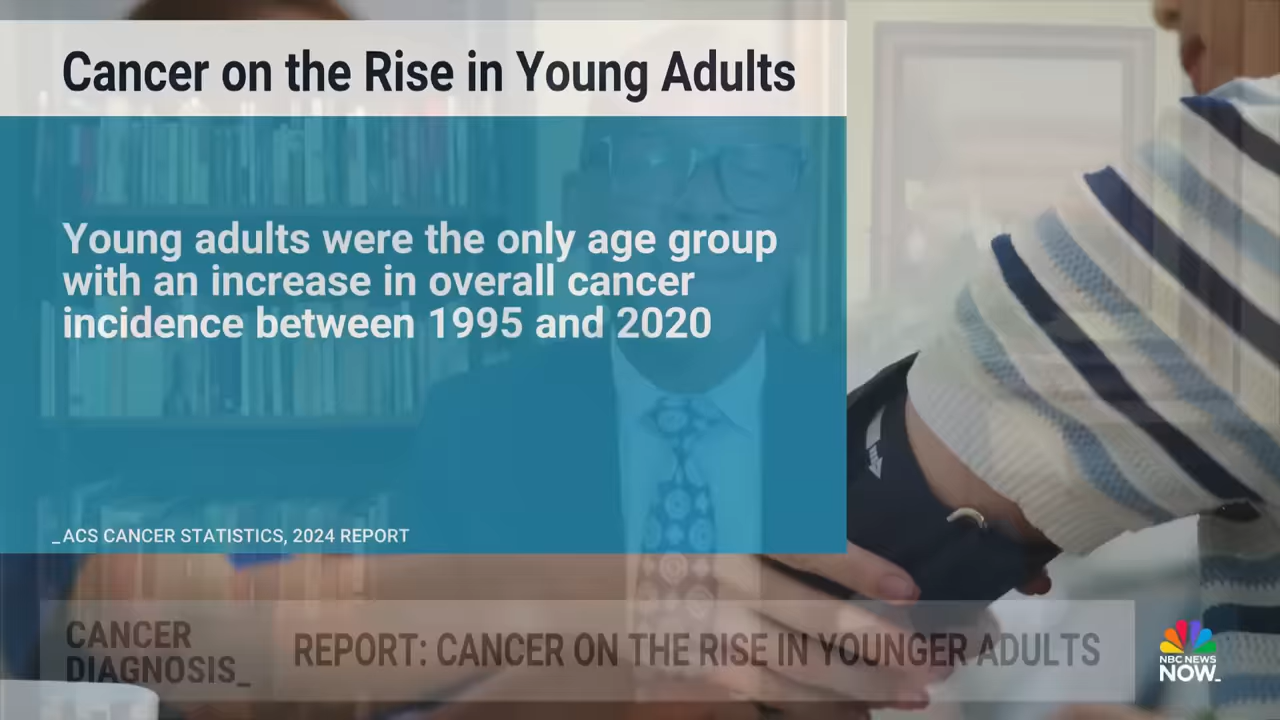 Cancer on the Rise in Young Adults
Young adults were the only age group
with an increase in overall cancer
incidence between 1995 and 2020
_ACS CANCER STATISTICS, 2024 REPORT
CANCER
DIAGNOSIS_
REPORT: CANCER ON THE RISE IN YOUNGER ADULTS
NBC NEWS
NOW_